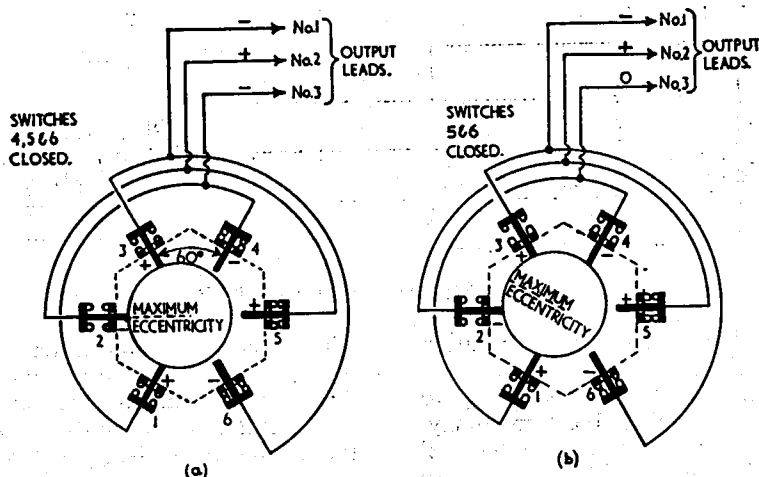 − No.1
+ No.2
− No.3
OUTPUT
LEADS.
SWITCHES
4,5&6
CLOSED.
3
4
60°
+
−
MAXIMUM
ECCENTRICITY
2
−
+
5
+
−
1
6
(a)
− No.1
+ No.2
O No.3
OUTPUT
LEADS.
SWITCHES
5&6
CLOSED.
3
4
+
−
MAXIMUM
ECCENTRICITY
2
−
+
5
+
−
1
6
(b)